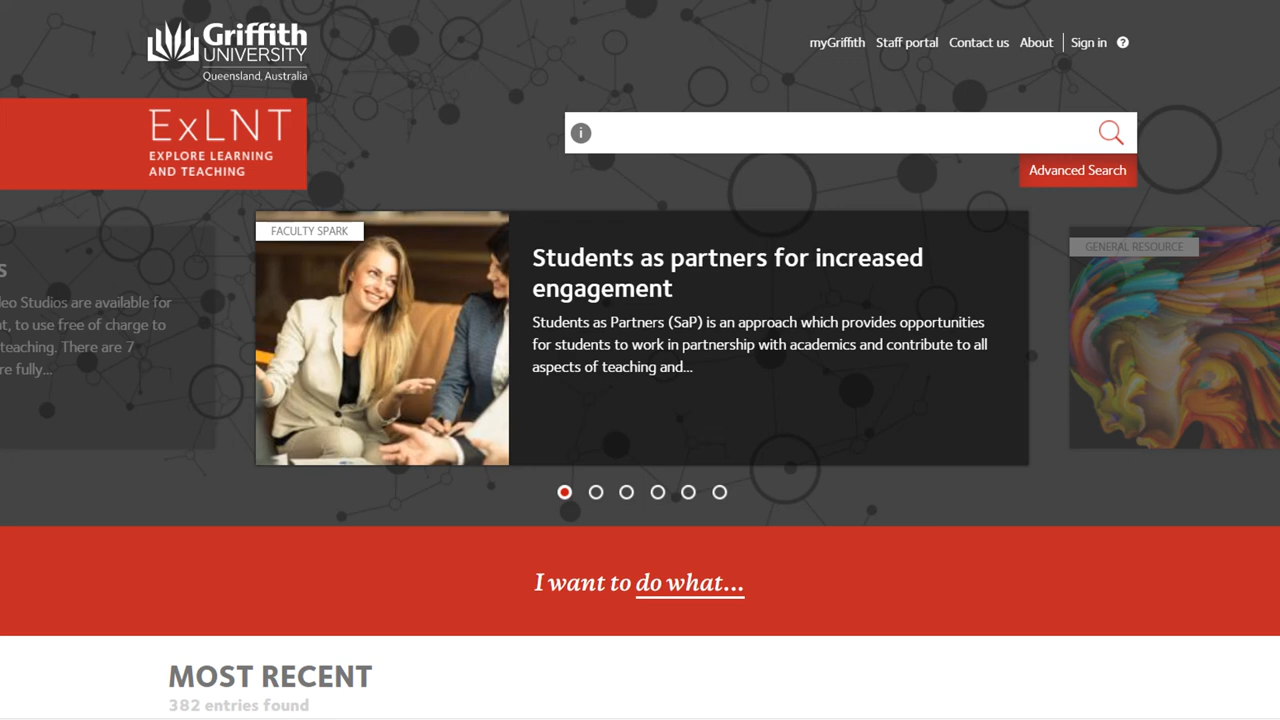 Griffith
UNIVERSITY
Queensland, Australia
myGriffith Staff portal Contact us About Sign in ?
ExLNT
EXPLORE LEARNING
AND TEACHING
i
Advanced Search
FACULTY SPARK
Students as partners for increased
engagement
Students as Partners (SaP) is an approach which provides opportunities
for students to work in partnership with academics and contribute to all
aspects of teaching and...
Studios are available for
to use free of charge to
teaching. There are 7
fully...
GENERAL RESOURCE
I want to do what...
MOST RECENT
382 entries found